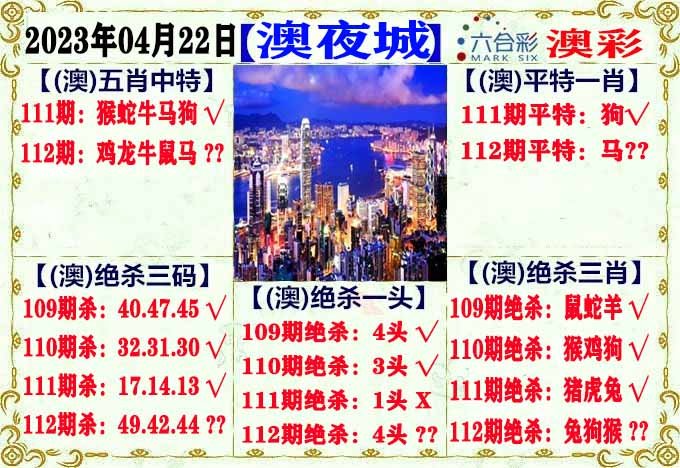 2023年04月22日【澳夜城】六合彩 澳彩
MARK SIX
【(澳)五肖中特】
111期：猴蛇牛马狗 √
112期：鸡龙牛鼠马 ??
【(澳)平特一肖】
111期平特：狗√
112期平特：马??
【(澳)绝杀三码】
109期杀：40.47.45 √
110期杀：32.31.30 √
111期杀：17.14.13 √
112期杀：49.42.44 ??
【(澳)绝杀一头】
109期绝杀：4头 √
110期绝杀：3头 √
111期绝杀：1头 X
112期绝杀：4头 ??
【(澳)绝杀三肖】
109期绝杀：鼠蛇羊 √
110期绝杀：猴鸡狗 √
111期绝杀：猪虎兔 √
112期绝杀：兔狗猴 ??